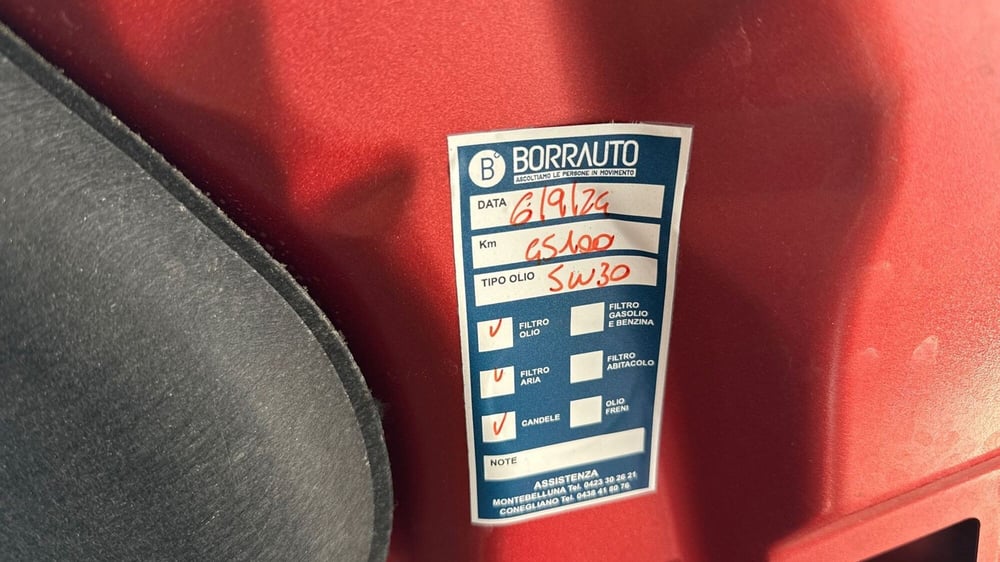 B
BORRAUTO
ASCOLTIAMO LE PERSONE IN MOVIMENTO
DATA 6/9/24
Km
TIPO OLIO 5W30
FILTRO
OLIO
FILTRO
GASOLIO
E BENZINA
FILTRO
ARIA
FILTRO
ABITACOLO
CANDELE
OLIO
FRENI
NOTE
ASSISTENZA
MONTEBELLUNA Tel. 0423 30 26 21
CONEGLIANO Tel. 0438 41 60 76